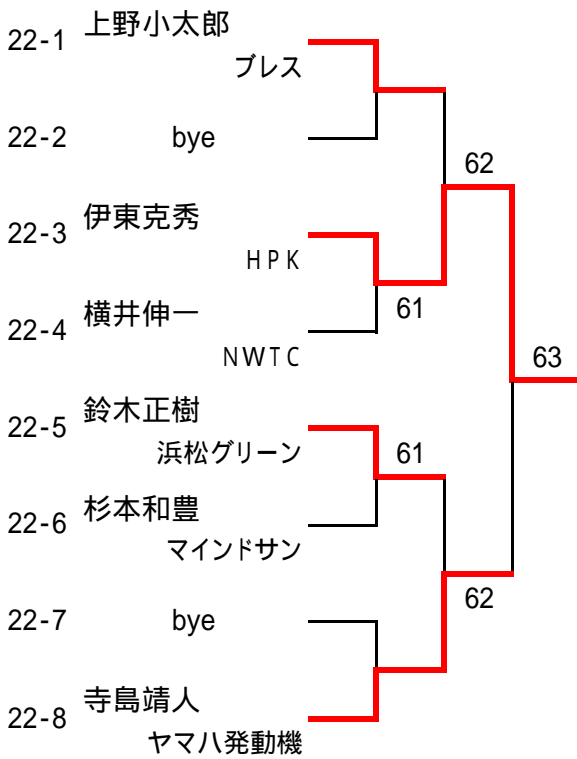 22-1 上野小太郎
ブレス
22-2 bye
62
22-3 伊東克秀
HPK
61
22-4 横井伸一
NWTC
63
22-5 鈴木正樹
浜松グリーン
61
22-6 杉本和豊
マインドサン
62
22-7 bye
22-8 寺島靖人
ヤマハ発動機